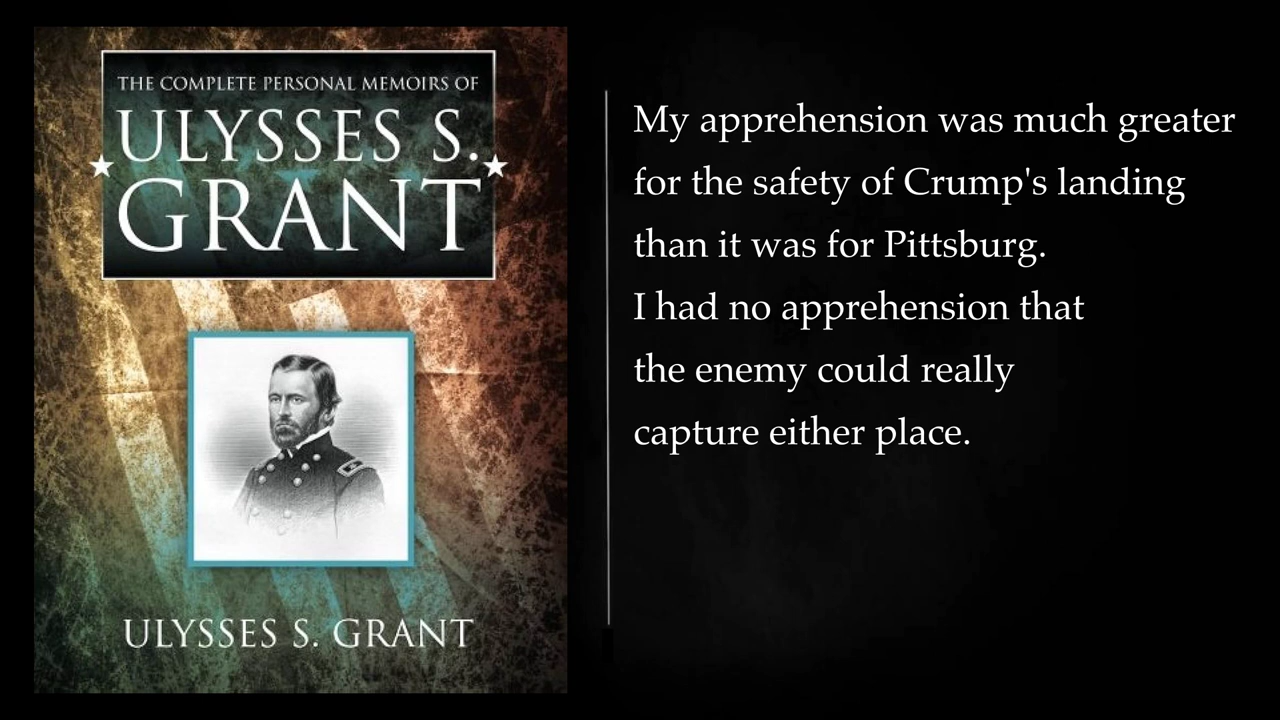 THE COMPLETE PERSONAL MEMOIRS OF
ULYSSES S.
GRANT
ULYSSES S. GRANT
My apprehension was much greater
for the safety of Crump's landing
than it was for Pittsburg.
I had no apprehension that
the enemy could really
capture either place.